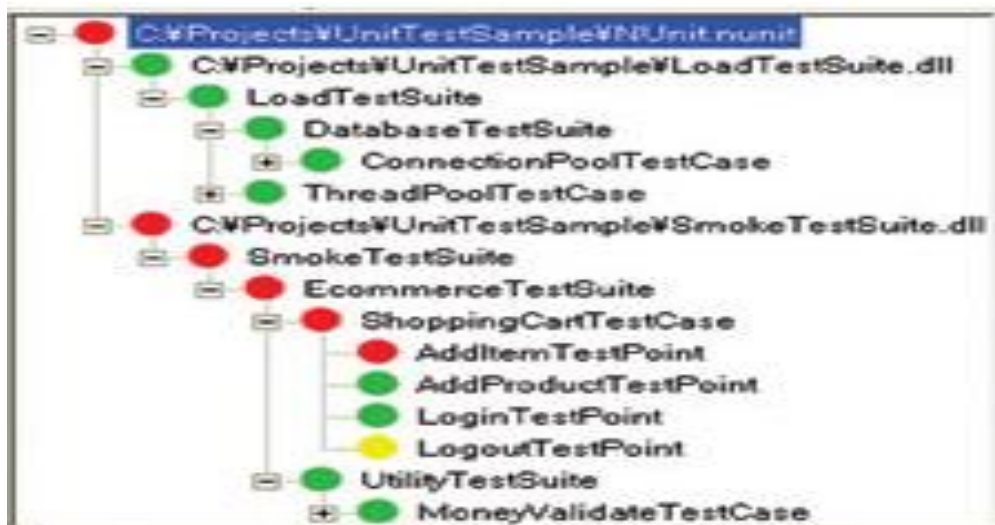 C:¥Projects¥UnitTestSample¥NUnit.nunit
C:¥Projects¥UnitTestSample¥LoadTestSuite.dll
LoadTestSuite
DatabaseTestSuite
ConnectionPoolTestCase
ThreadPoolTestCase
C:¥Projects¥UnitTestSample¥SmokeTestSuite.dll
SmokeTestSuite
EcommerceTestSuite
ShoppingCartTestCase
AddItemTestPoint
AddProductTestPoint
LoginTestPoint
LogoutTestPoint
UtilityTestSuite
MoneyValidateTestCase